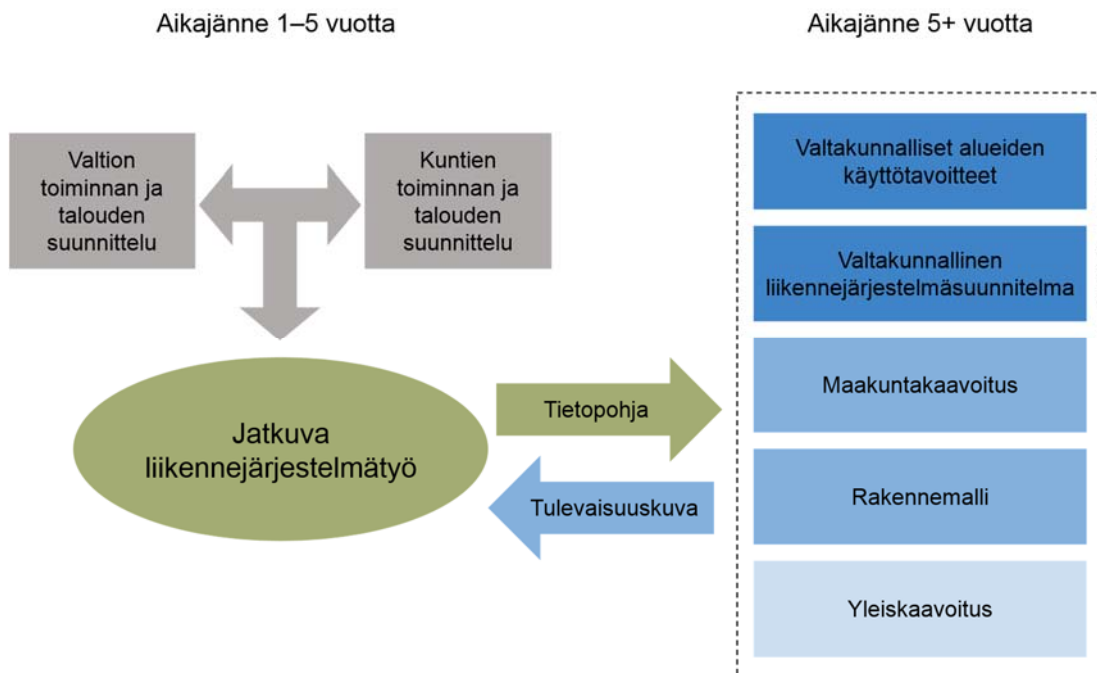 Aikajänne 1–5 vuotta
Aikajänne 5+ vuotta
Valtion
toiminnan ja
talouden
suunnittelu
Kuntien
toiminnan ja
talouden
suunnittelu
Jatkuva
liikennejärjestelmätyö
Tietopohja
Tulevaisuuskuva
Valtakunnalliset alueiden
käyttötavoitteet
Valtakunnallinen
liikennejärjestelmäsuunnitelma
Maakuntakaavoitus
Rakennemalli
Yleiskaavoitus